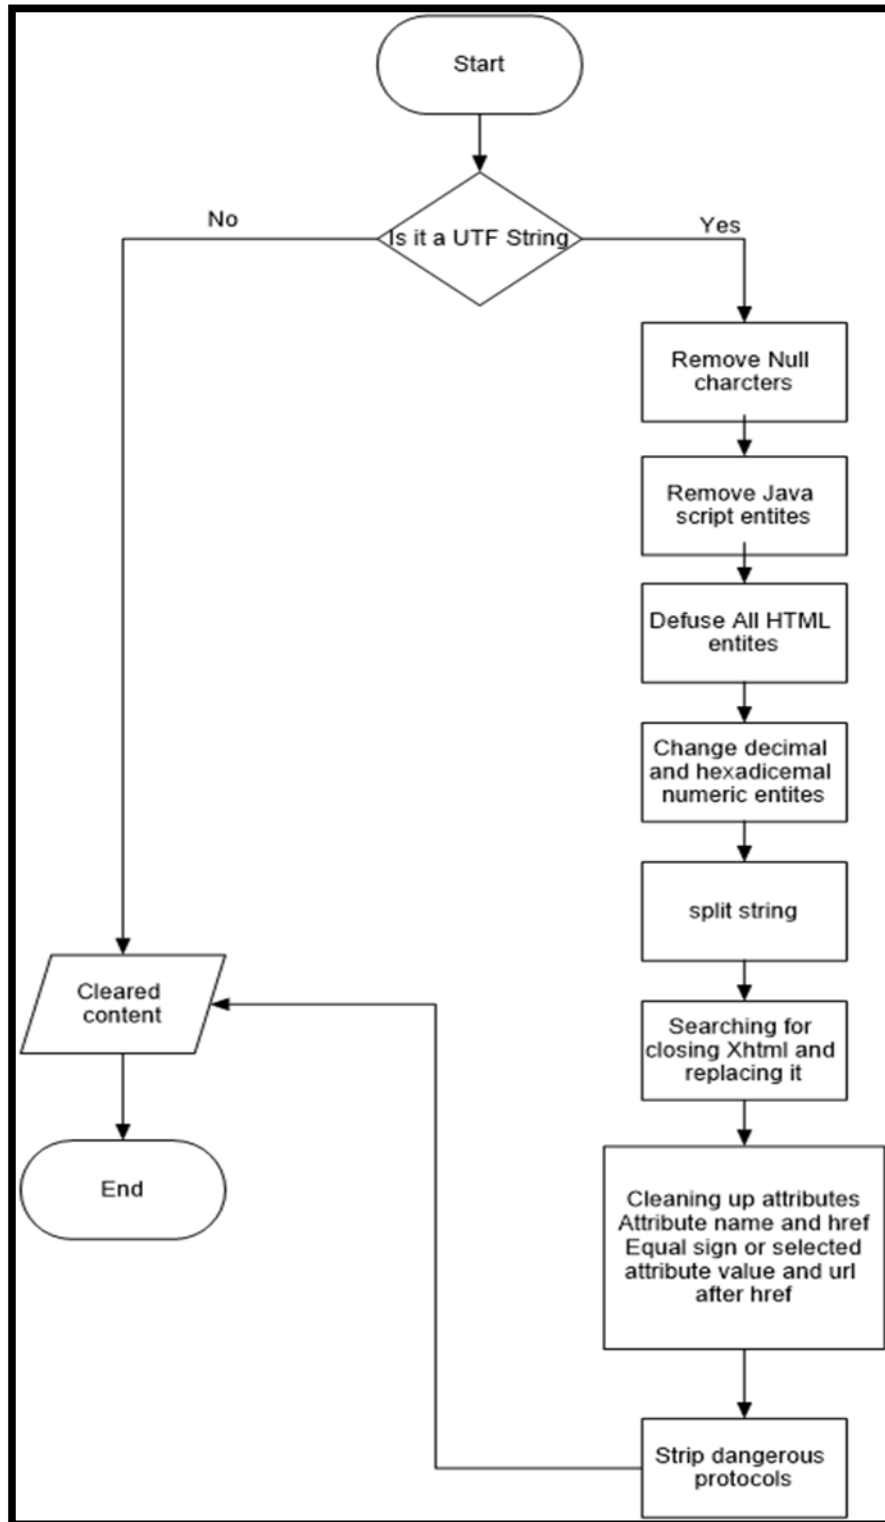 Start
Is it a UTF String
No
Yes
Remove Null
charcters
Remove Java
script entites
Defuse All HTML
entites
Change decimal
and hexadicemal
numeric entites
split string
Searching for
closing Xhtml and
replacing it
Cleaning up attributes
Attribute name and href
Equal sign or selected
attribute value and url
after href
Strip dangerous
protocols
Cleared
content
End